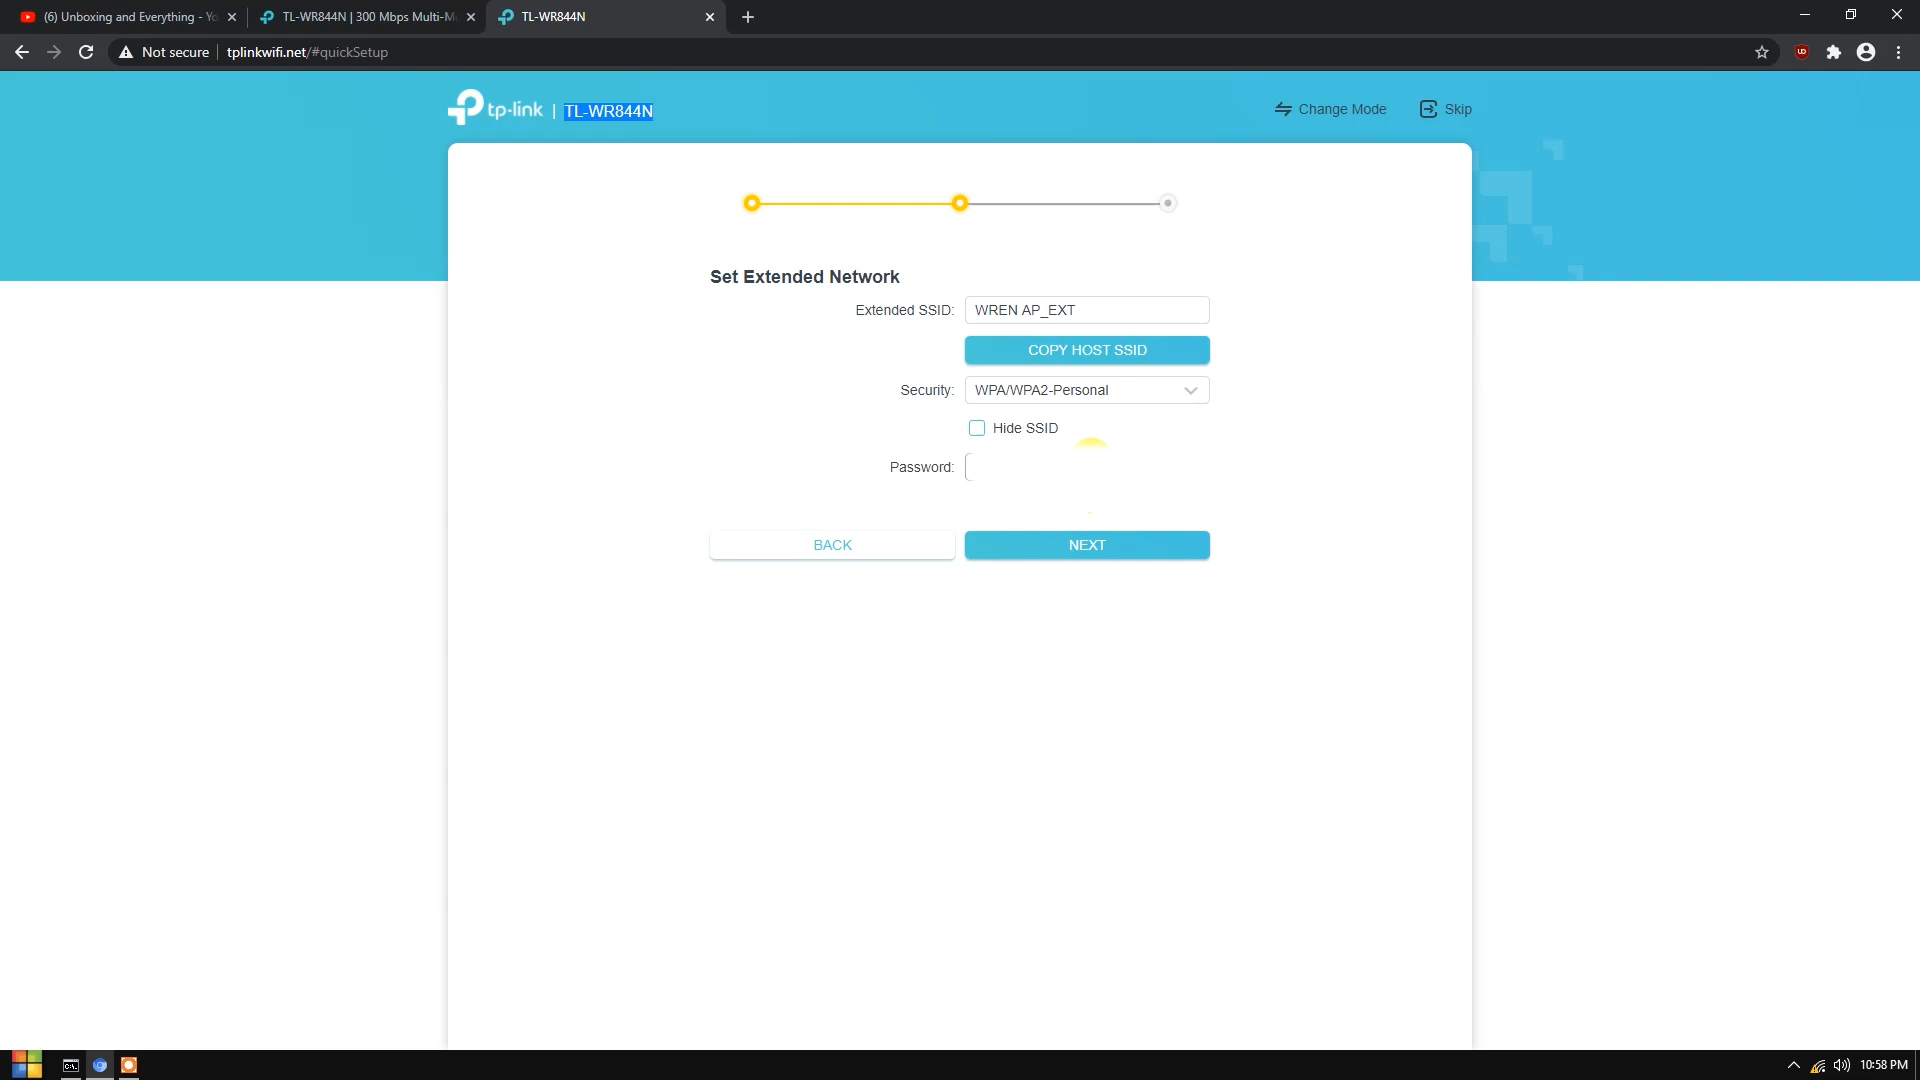 (6) Unboxing and Everything - Yo
TL-WR844N | 300 Mbps Multi-Mo
TL-WR844N
Not secure
tplinkwifi.net/#quickSetup
tp-link | TL-WR844N
Change Mode
Skip
Set Extended Network
Extended SSID:
WREN AP_EXT
COPY HOST SSID
Security:
WPA/WPA2-Personal
Hide SSID
Password:
BACK
NEXT
10:58 PM